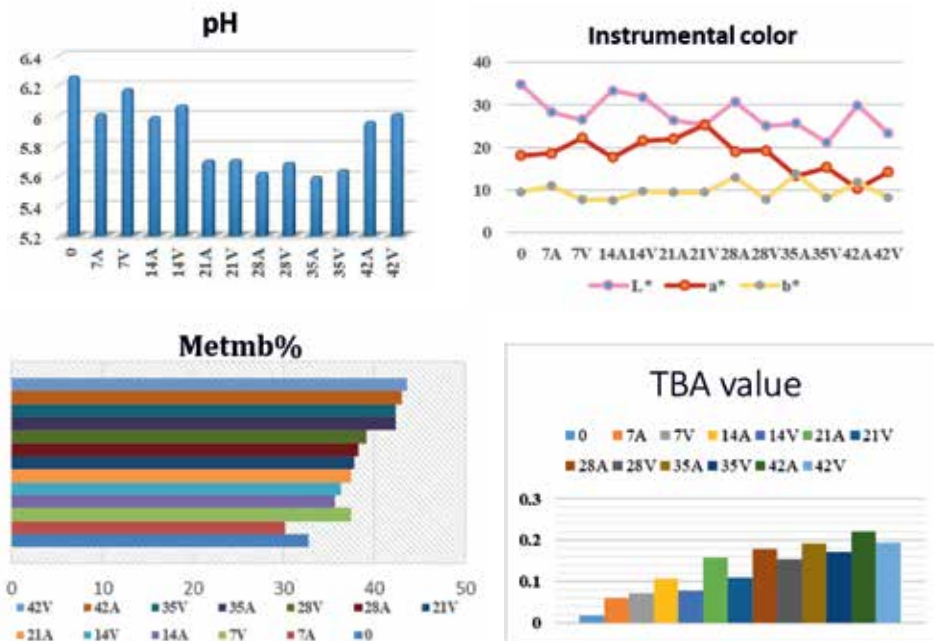 pH
6.4
6.2
6
5.8
5.6
5.4
5.2
0 7A 7V 14A 14V 21A 21V 28A 28V 35A 35V 42A 42V
Instrumental color
40
30
20
10
0
0 7A 7V 14A 14V 21A 21V 28A 28V 35A 35V 42A 42V
L* a* b*
Metmb%
0 10 20 30 40 50
42V 42A 35V 35A 28V 28A 21V
21A 14V 14A 7V 7A 0
TBA value
0 7A 7V 14A 14V 21A 21V
28A 28V 35A 35V 42A 42V
0.3
0.2
0.1
0